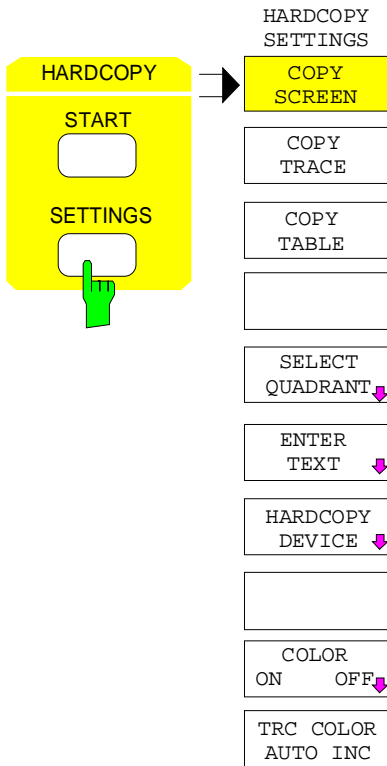 HARDCOPY
START
SETTINGS
HARDCOPY
SETTINGS
COPY
SCREEN
COPY
TRACE
COPY
TABLE
SELECT
QUADRANT
ENTER
TEXT
HARDCOPY
DEVICE
COLOR
ON OFF
TRC COLOR
AUTO INC